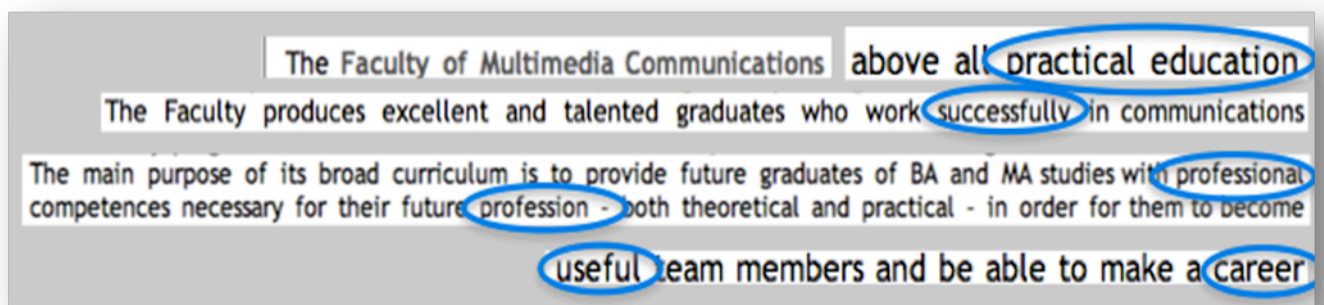 The Faculty of Multimedia Communications above all practical education
The Faculty produces excellent and talented graduates who work successfully in communications
The main purpose of its broad curriculum is to provide future graduates of BA and MA studies with professional
competences necessary for their future profession - both theoretical and practical - in order for them to become
useful team members and be able to make a career